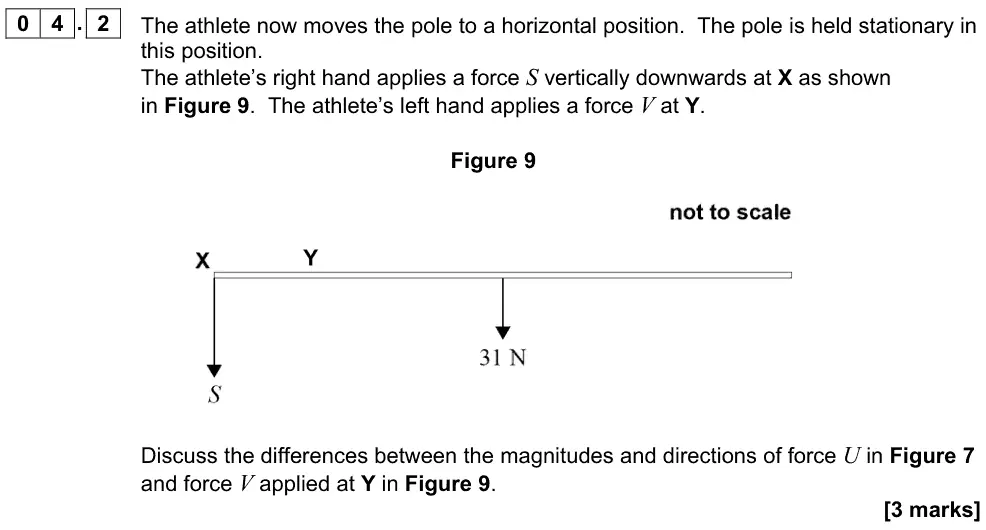 0 4 . 2 The athlete now moves the pole to a horizontal position. The pole is held stationary in
this position.
The athlete's right hand applies a force S vertically downwards at X as shown
in Figure 9. The athlete's left hand applies a force V at Y.
Figure 9
not to scale
X Y
31 N
S
Discuss the differences between the magnitudes and directions of force U in Figure 7
and force V applied at Y in Figure 9.
[3 marks]